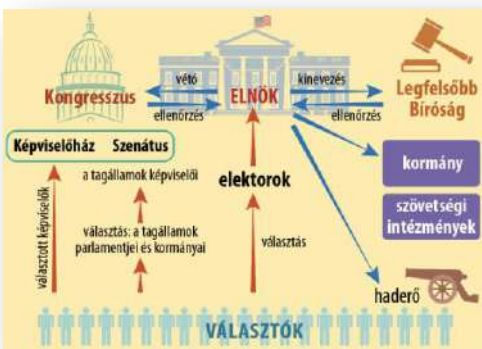 vétó
kinevezés
Kongresszus
ELNÖK
Legfelsőbb
Bíróság
ellenőrzés
ellenőrzés
Képviselőház Szenátus
a tagállamok képviselői
elektorok
kormány
szövetségi
intézmények
választott képviselők
választás: a tagállamok
parlamentjei és kormányai
választás
haderő
VÁLASZTÓK